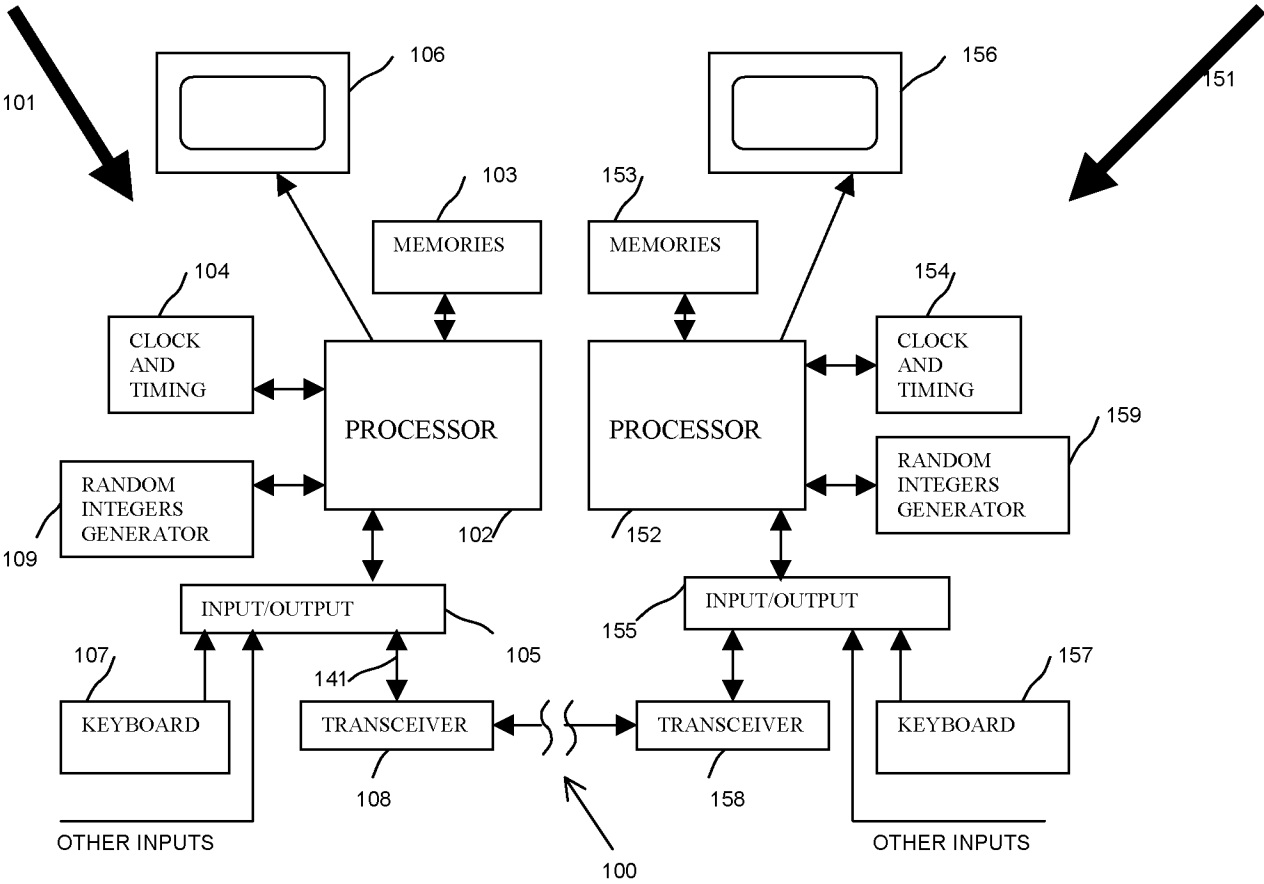 106
156
101
151
103
153
MEMORIES
MEMORIES
104
154
CLOCK
AND
TIMING
CLOCK
AND
TIMING
PROCESSOR
PROCESSOR
159
RANDOM
INTEGERS
GENERATOR
RANDOM
INTEGERS
GENERATOR
109
102
152
INPUT/OUTPUT
INPUT/OUTPUT
155
107
141
105
157
KEYBOARD
TRANSCEIVER
TRANSCEIVER
KEYBOARD
108
158
OTHER INPUTS
OTHER INPUTS
100